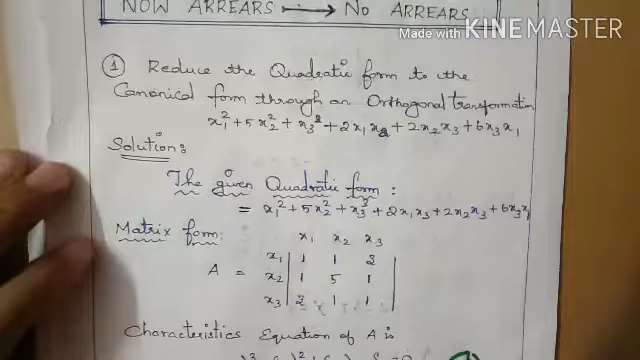 NOW ARREARS → NO ARREARS
Made with KINEMASTER
① Reduce the Quadratic form to the
Canonical form through an Orthogonal transformation
x₁² + 5x₂² + x₃² + 2x₁x₂ + 2x₂x₃ + 6x₃x₁
Solution:
The given Quadratic form:
= x₁² + 5x₂² + x₃² + 2x₁x₃ + 2x₂x₃ + 6x₃x₁
Matrix form:
x₁ x₂ x₃
x₁ 1 1 3
A = x₂ 1 5 1
x₃ 3 1 1
Characteristics Equation of A is